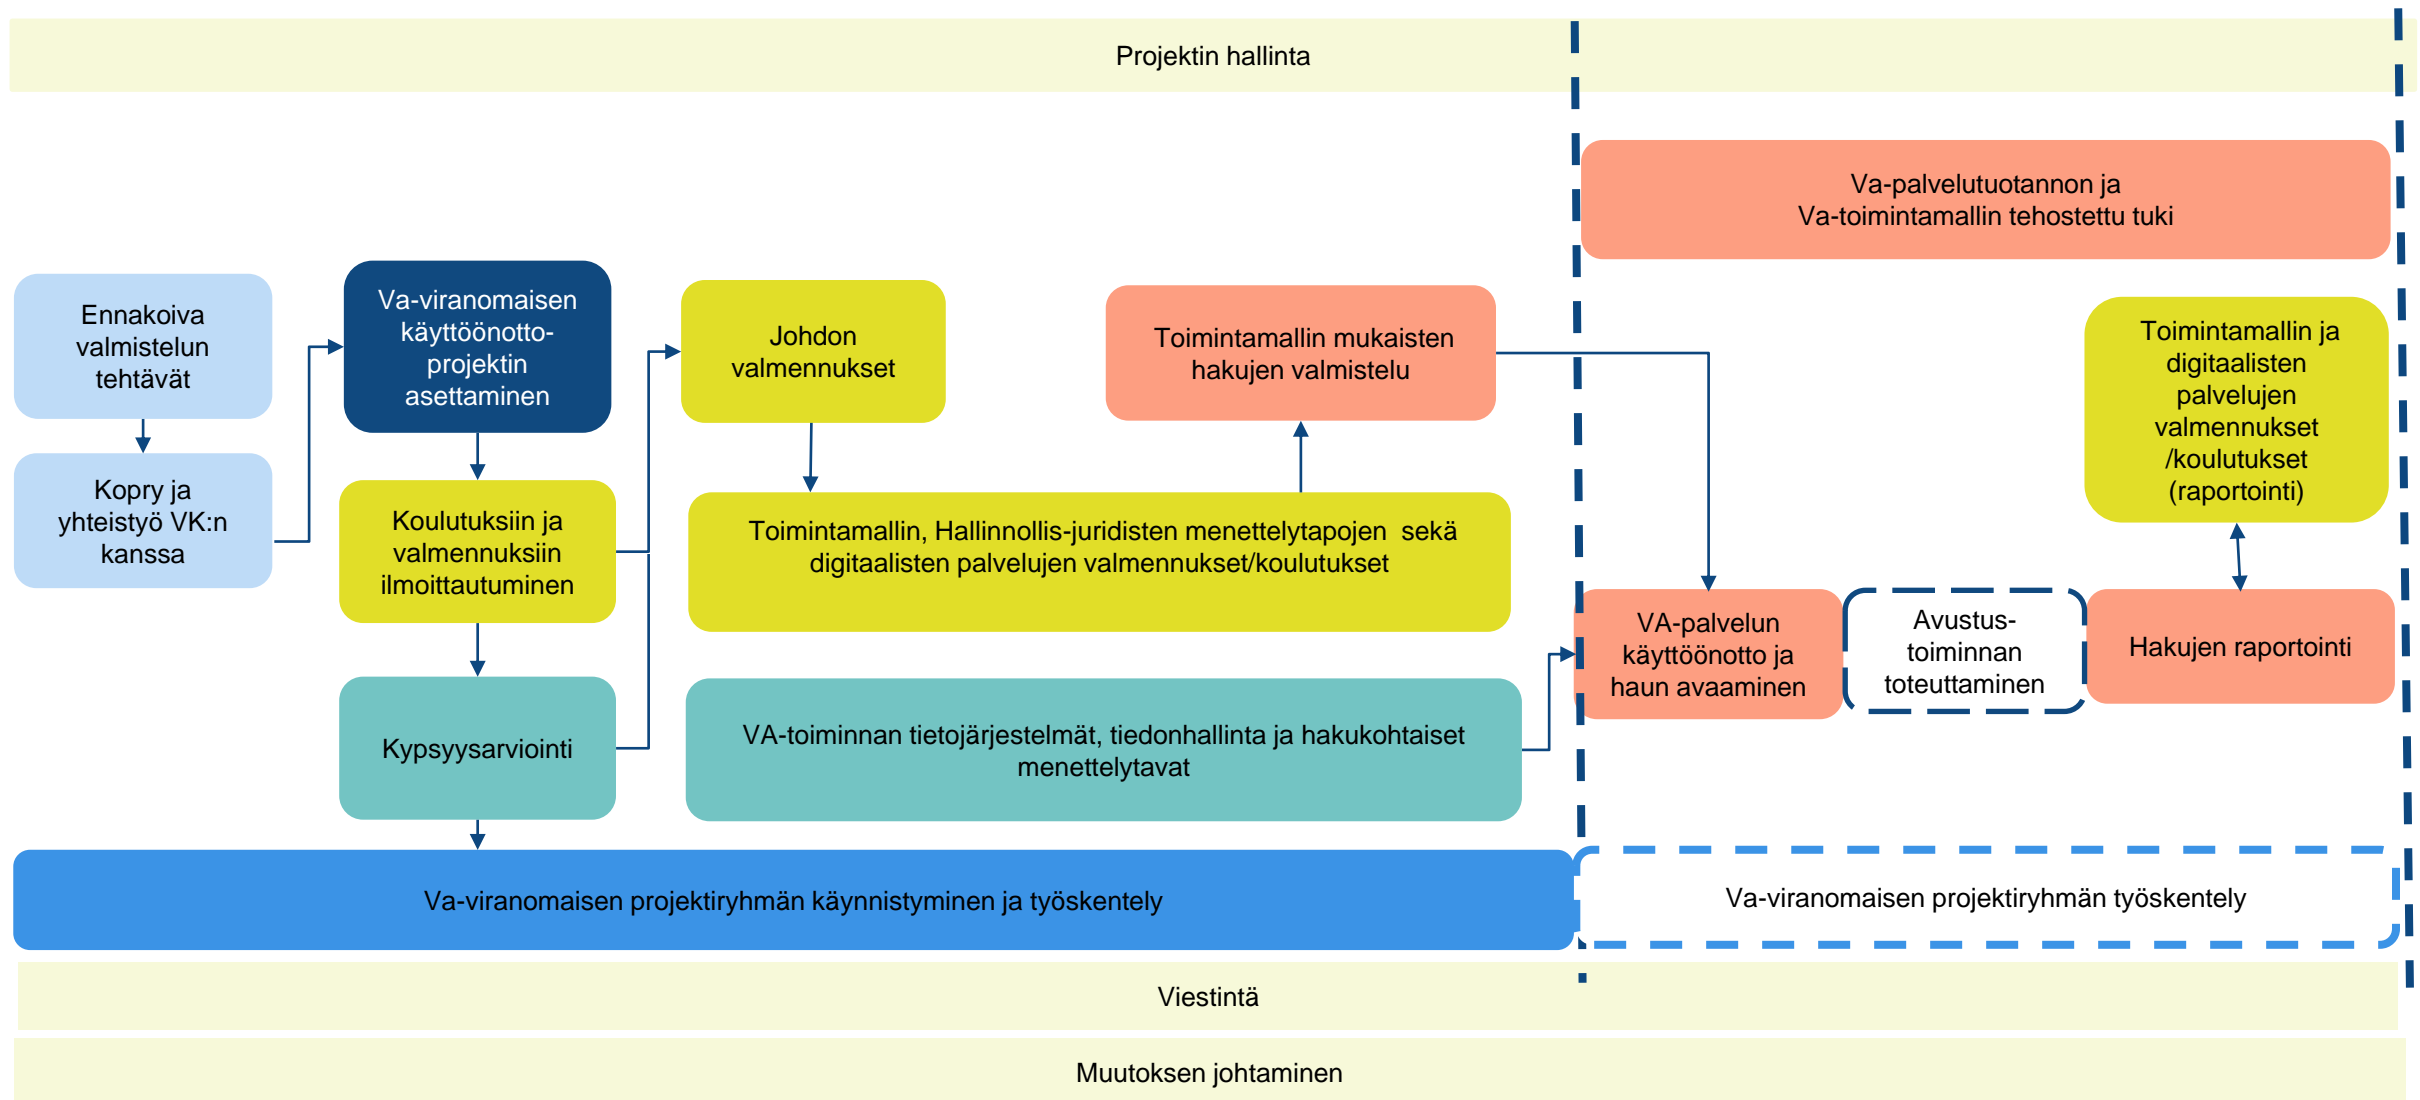 Projektin hallinta
Va-palvelutuotannon ja
Va-toimintamallin tehostettu tuki
Ennakoiva
valmistelun
tehtävät
Va-viranomaisen
käyttöönotto-
projektin
asettaminen
Johdon
valmennukset
Toimintamallin mukaisten
hakujen valmistelu
Toimintamallin ja
digitaalisten
palvelujen
valmennukset
/koulutukset
(raportointi)
Kopry ja
yhteistyö VK:n
kanssa
Koulutuksiin ja
valmennuksiin
ilmoittautuminen
Toimintamallin, Hallinnollis-juridisten menettelytapojen  sekä
digitaalisten palvelujen valmennukset/koulutukset
VA-palvelun
käyttöönotto ja
haun avaaminen
Avustus-
toiminnan
toteuttaminen
Hakujen raportointi
Kypsyysarviointi
VA-toiminnan tietojärjestelmät, tiedonhallinta ja hakukohtaiset
menettelytavat
Va-viranomaisen projektiryhmän käynnistyminen ja työskentely
Va-viranomaisen projektiryhmän työskentely
Viestintä
Muutoksen johtaminen